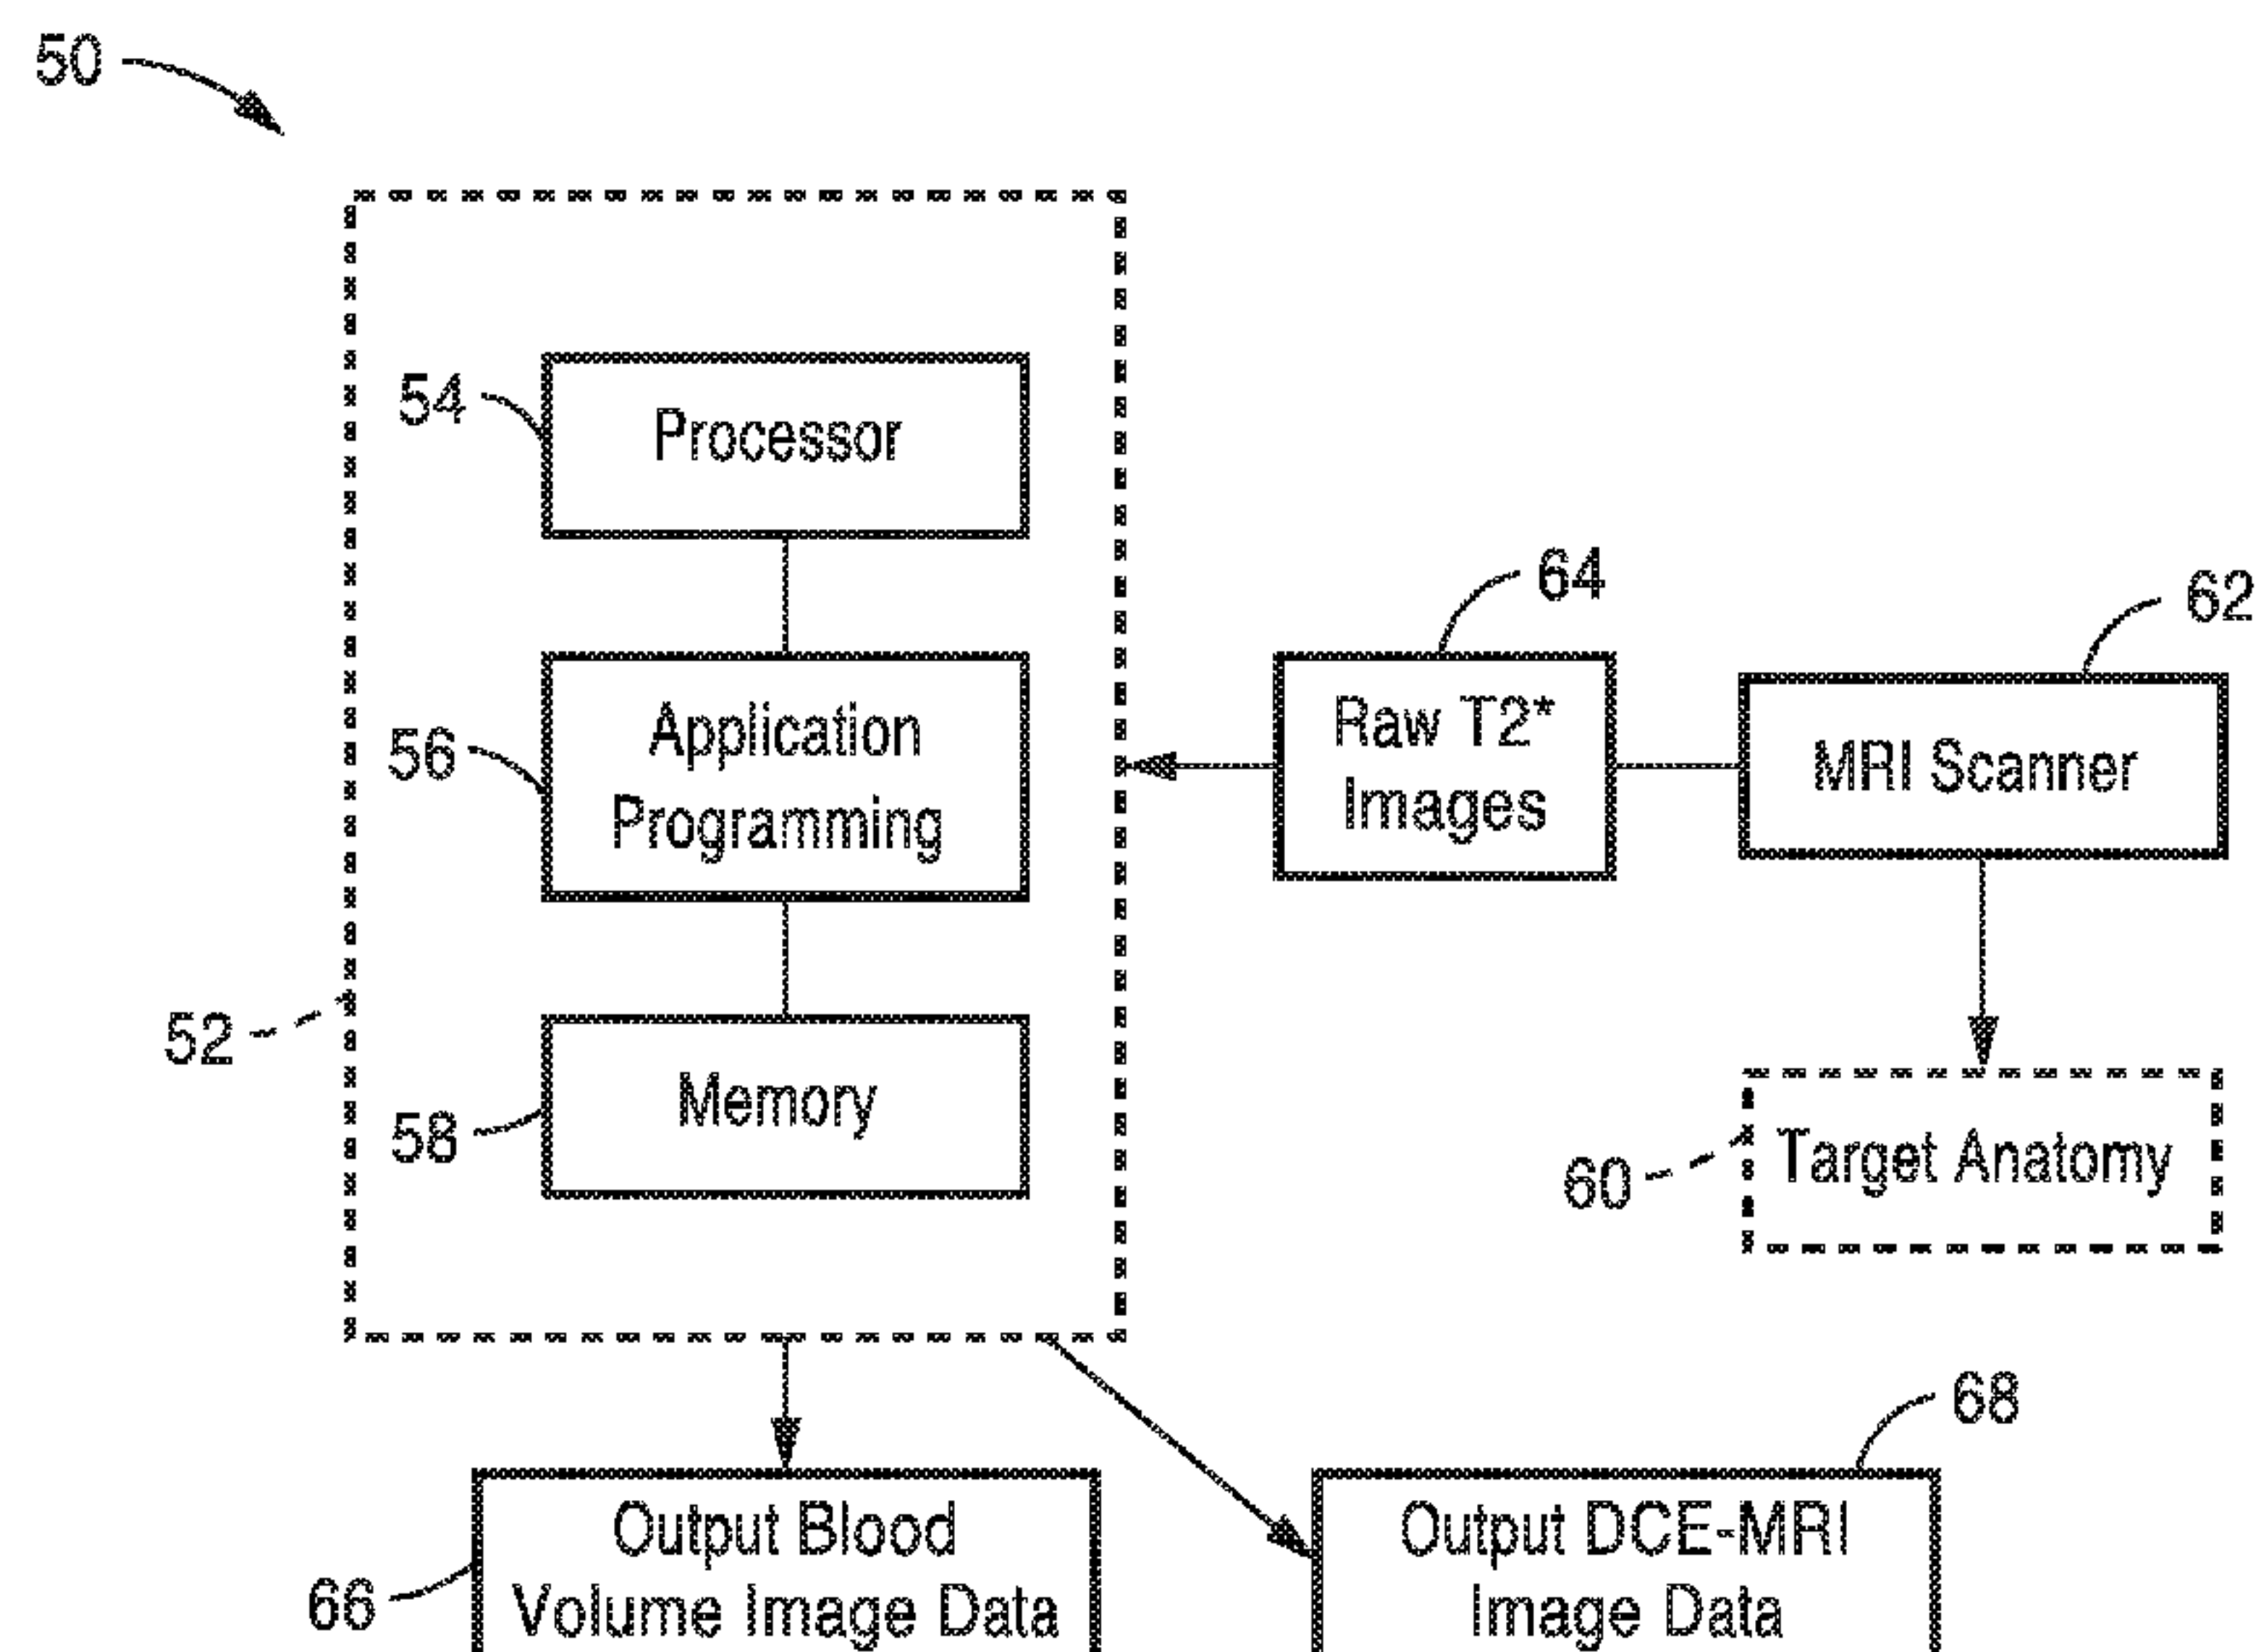 50
54
Processor
64
62
56
Application
Programming
Raw T2*
Images
MRI Scanner
52
58
Memory
60
Target Anatomy
68
66
Output Blood
Volume Image Data
Output DCE-MRI
Image Data